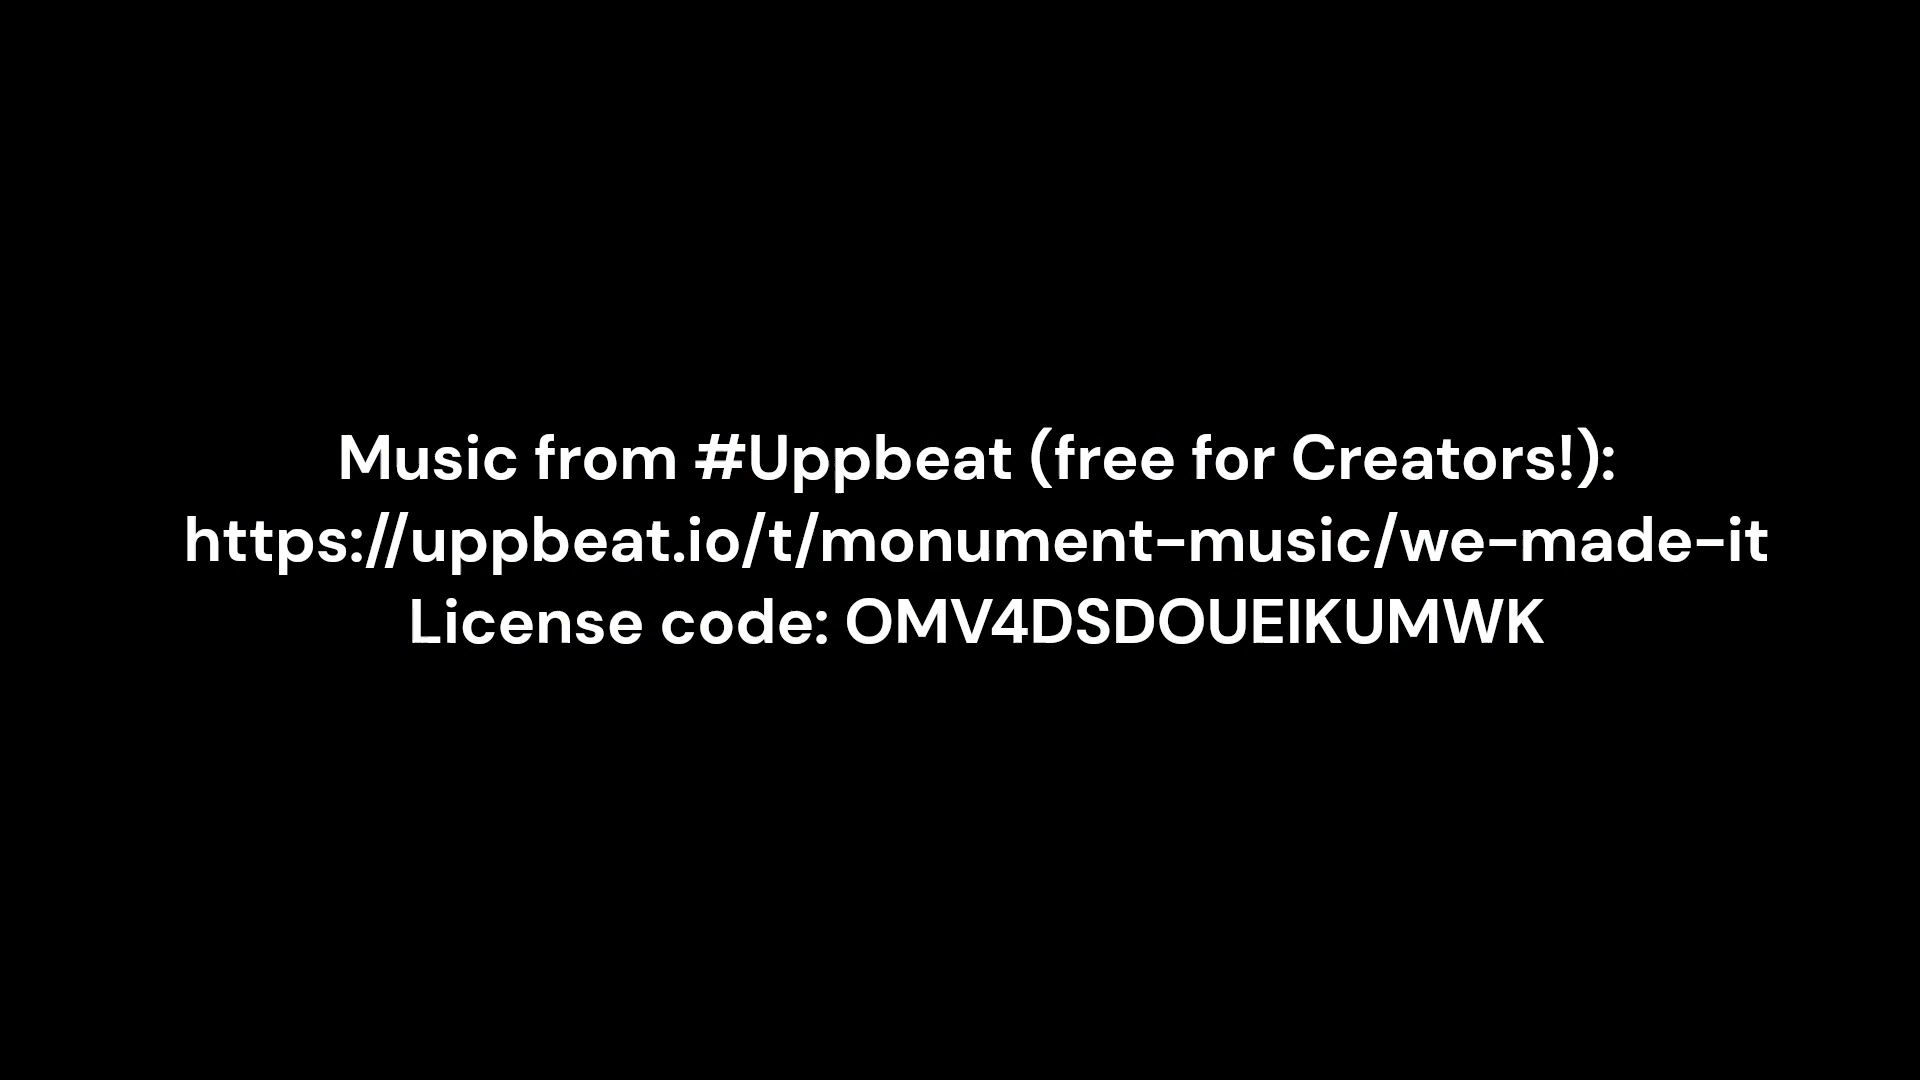 Music from #Uppbeat (free for Creators!):
https://uppbeat.io/t/monument-music/we-made-it
License code: OMV4DSDOUEIKUMWK